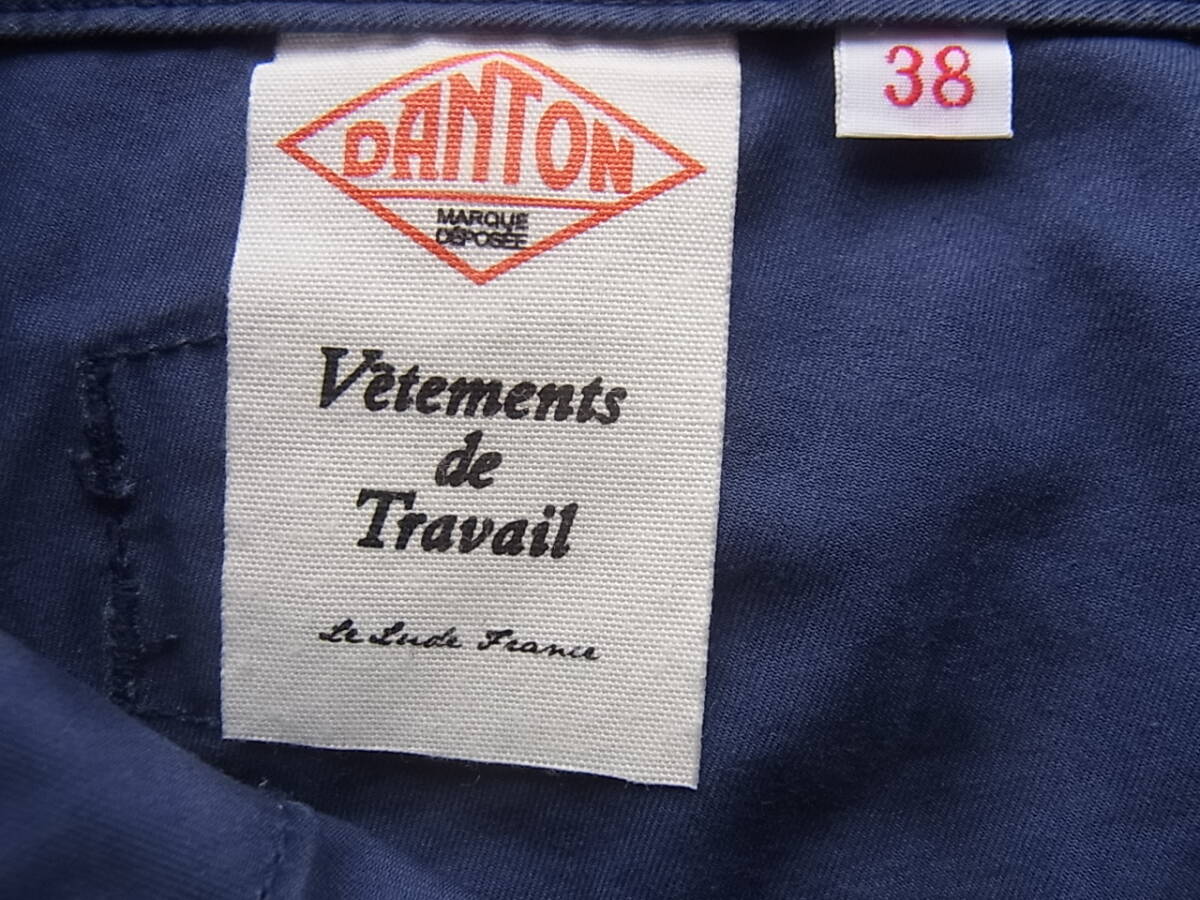 DANTON
MARQUE
DÉPOSÉE
Vêtements
de
Travail
Le Lude France
38